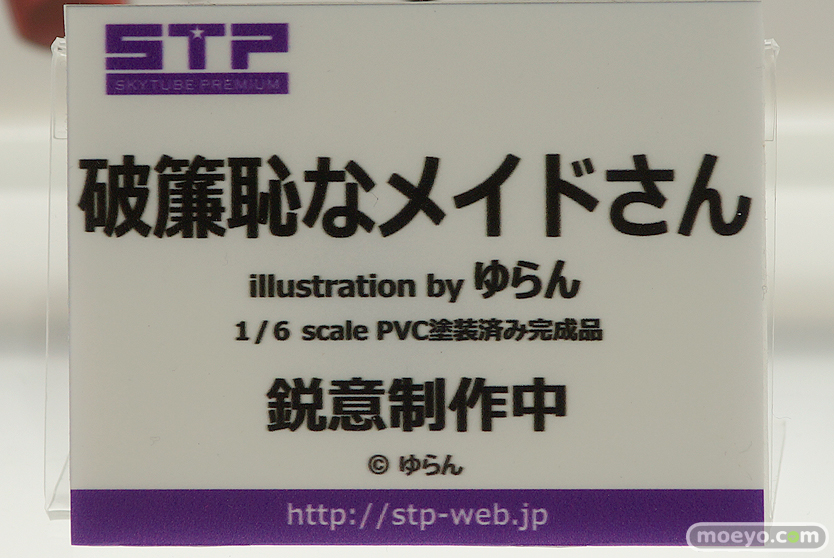 STP
SKYTUBE PREMIUM
破簾恥なメイドさん
illustration by ゆらん
1/6 scale PVC塗装済み完成品
鋭意制作中
© ゆらん
http://stp-web.jp
moeyo.com